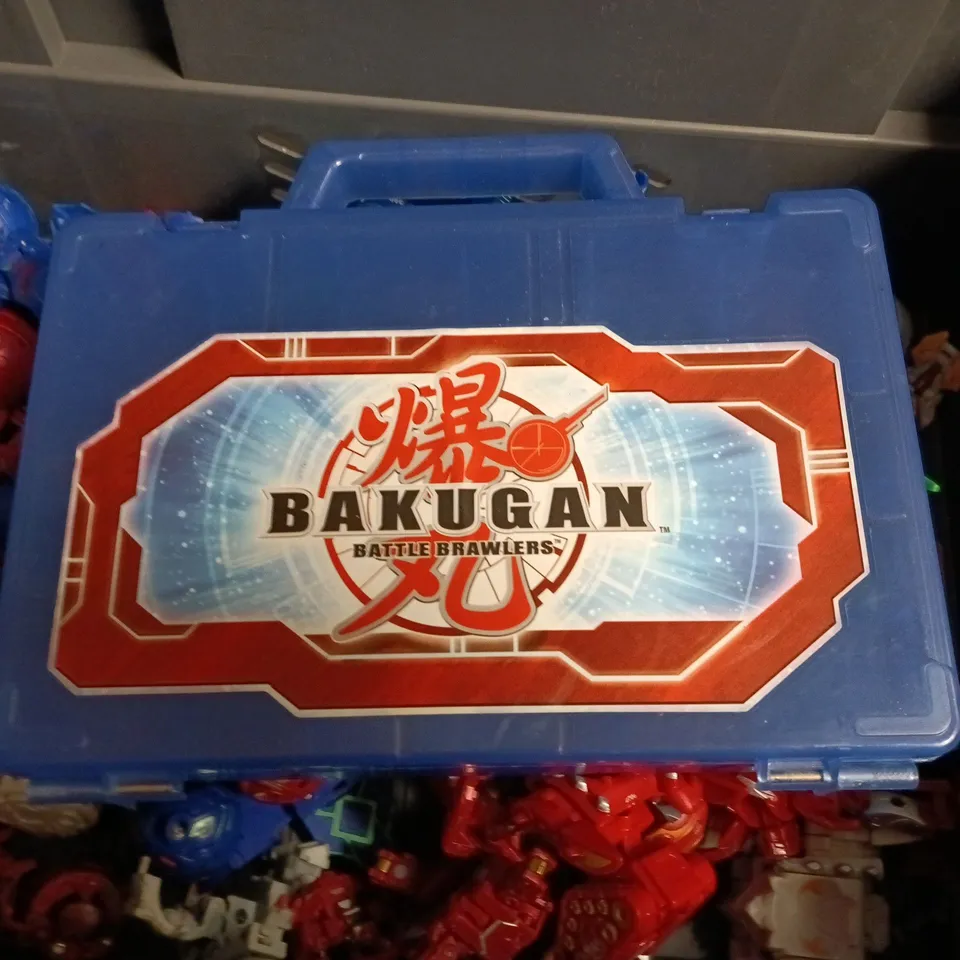 爆
BAKUGAN™
BATTLE BRAWLERS™
丸